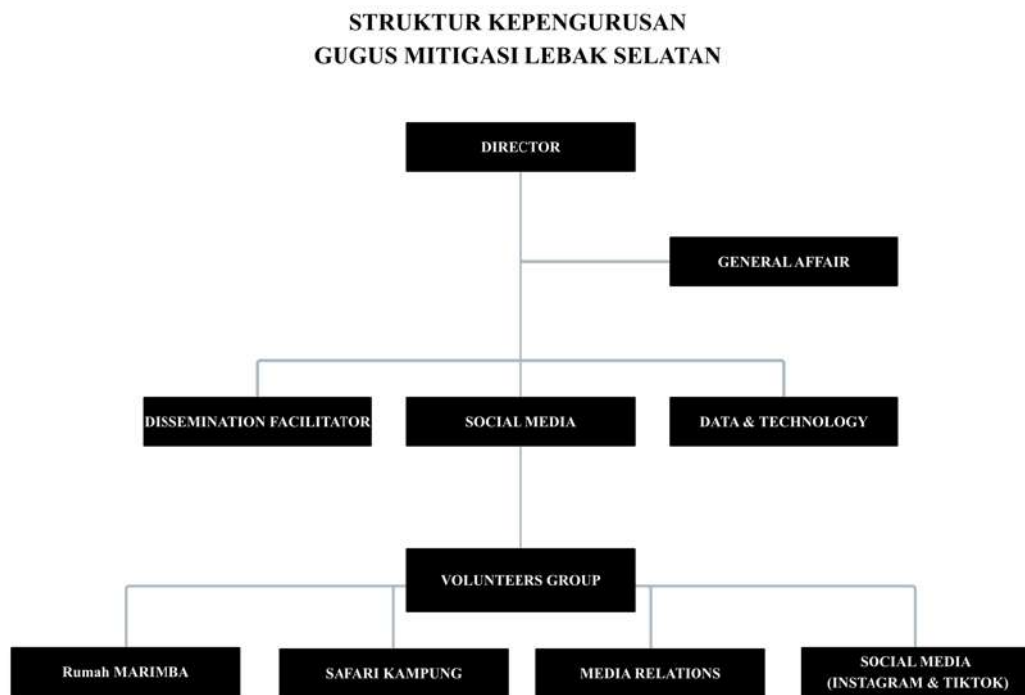 STRUKTUR KEPENGURUSAN
GUGUS MITIGASI LEBAK SELATAN
DIRECTOR
GENERAL AFFAIR
DISSEMINATION FACILITATOR
SOCIAL MEDIA
DATA & TECHNOLOGY
VOLUNTEERS GROUP
Rumah MARIMBA
SAFARI KAMPUNG
MEDIA RELATIONS
SOCIAL MEDIA
(INSTAGRAM & TIKTOK)